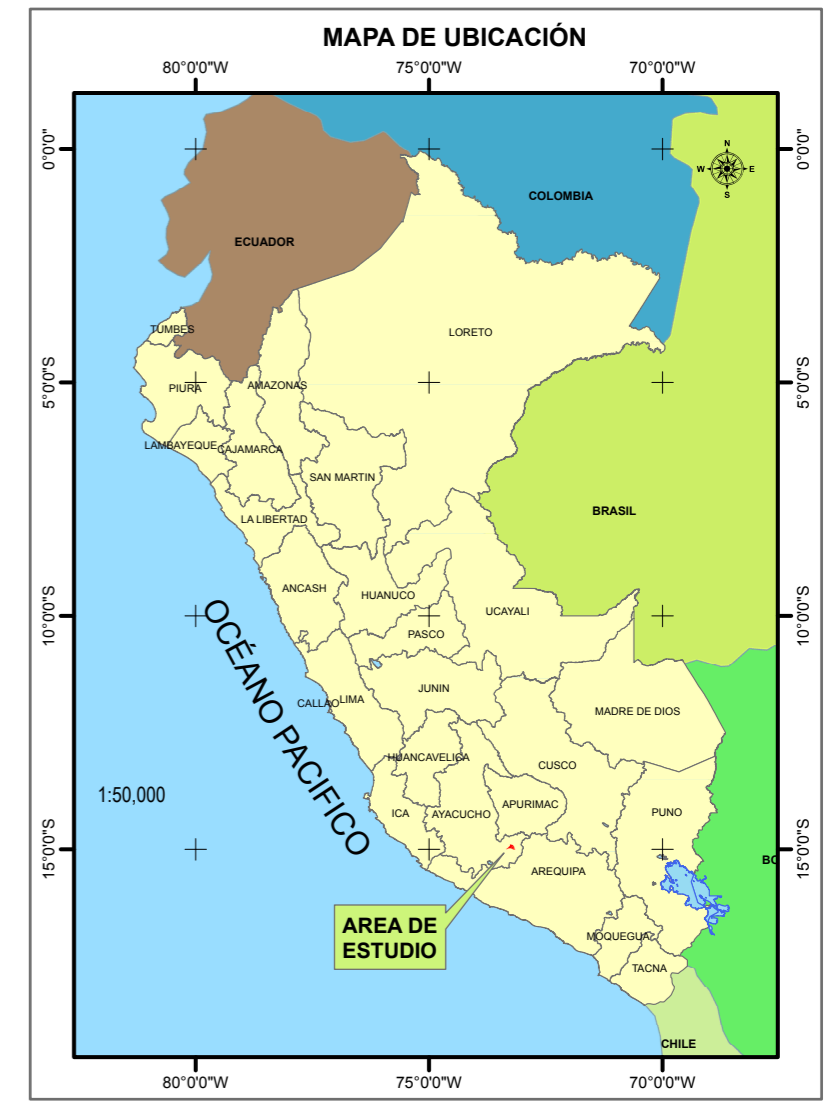 MAPA DE UBICACIÓN
80°0'0"W 75°0'0"W 70°0'0"W
0°0'0" 0°0'0"
N
W E
S
COLOMBIA
ECUADOR
TUMBES
LORETO
5°0'0"S 5°0'0"S
PIURA
AMAZONAS
LAMBAYEQUE
CAJAMARCA
SAN MARTIN
BRASIL
LA LIBERTAD
ANCASH
HUANUCO
UCAYALI
10°0'0"S 10°0'0"S
PASCO
OCÉANO PACIFICO
JUNIN
CALLAO
LIMA
MADRE DE DIOS
HUANCAVELICA
CUSCO
1:50,000
ICA
AYACUCHO
APURIMAC
PUNO
15°0'0"S 15°0'0"S
BO
AREQUIPA
AREA DE
ESTUDIO
MOQUEGUA
TACNA
CHILE
80°0'0"W 75°0'0"W 70°0'0"W